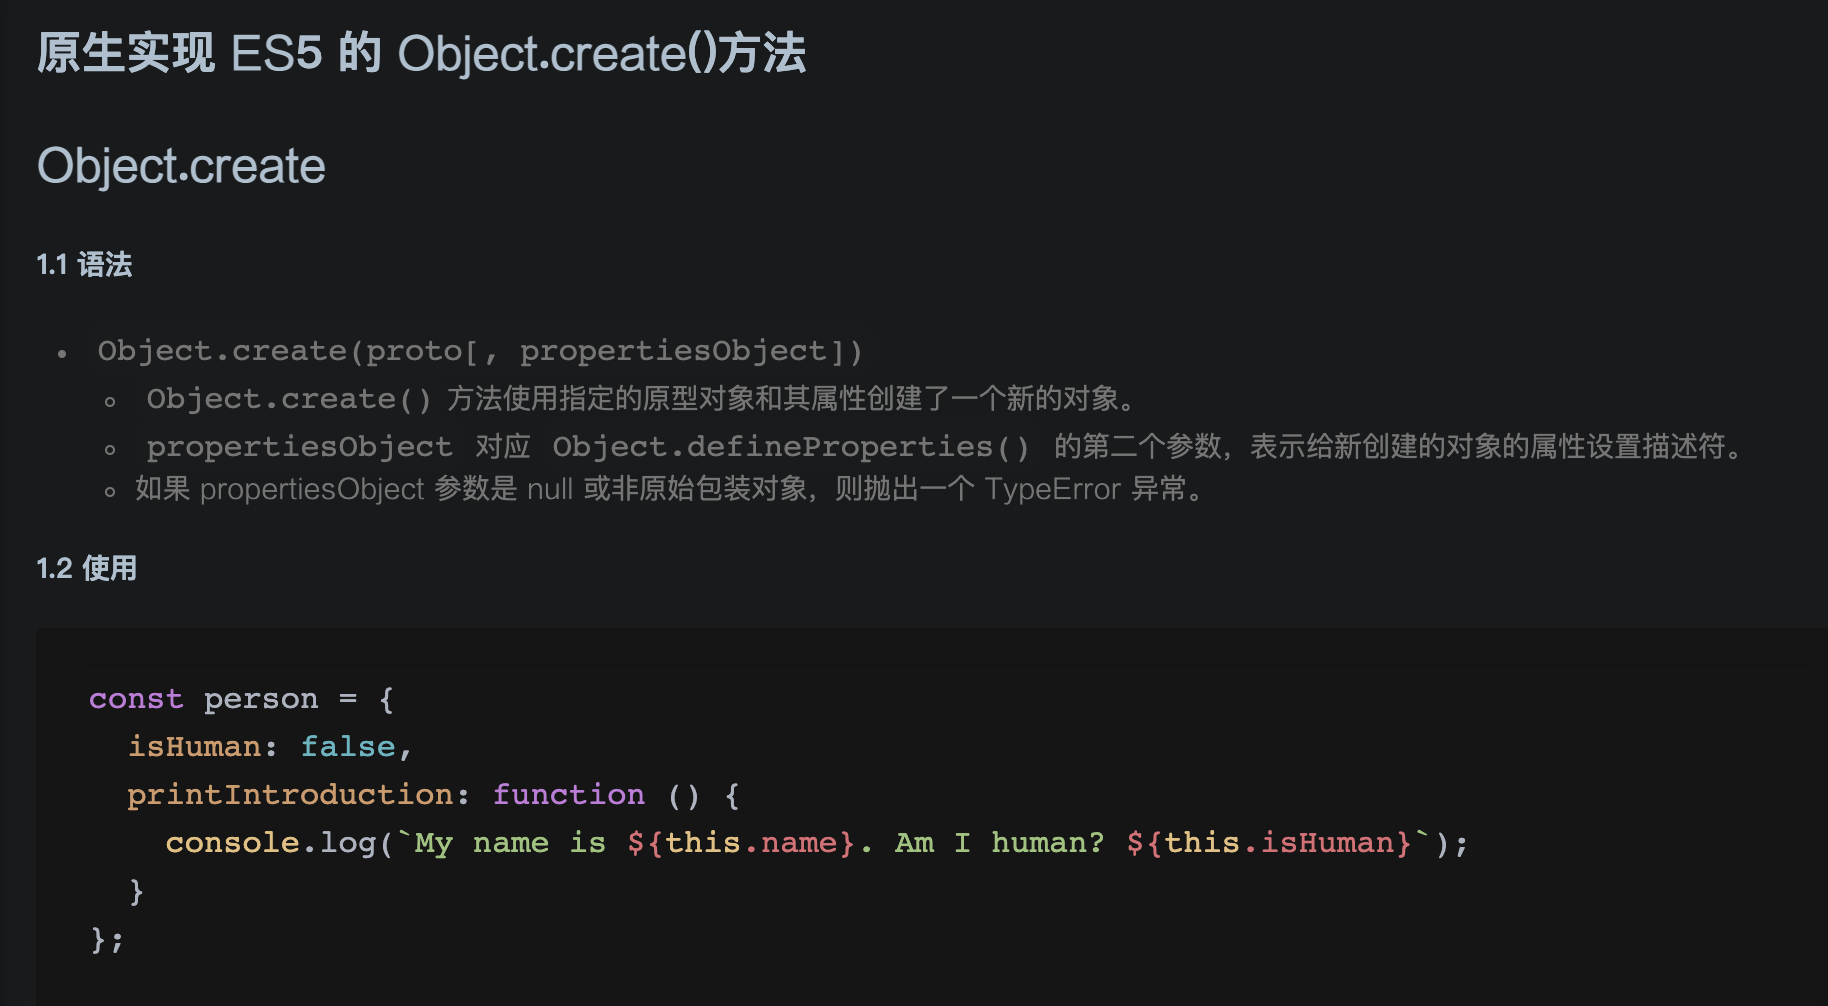 原生实现 ES5 的 Object.create()方法
Object.create
1.1 语法
• Object.create(proto[, propertiesObject])
◦ Object.create() 方法使用指定的原型对象和其属性创建了一个新的对象。
◦ propertiesObject 对应 Object.defineProperties() 的第二个参数，表示给新创建的对象的属性设置描述符。
◦ 如果 propertiesObject 参数是 null 或非原始包装对象，则抛出一个 TypeError 异常。
1.2 使用
const person = {
  isHuman: false,
  printIntroduction: function () {
    console.log(`My name is ${this.name}. Am I human? ${this.isHuman}`);
  }
};